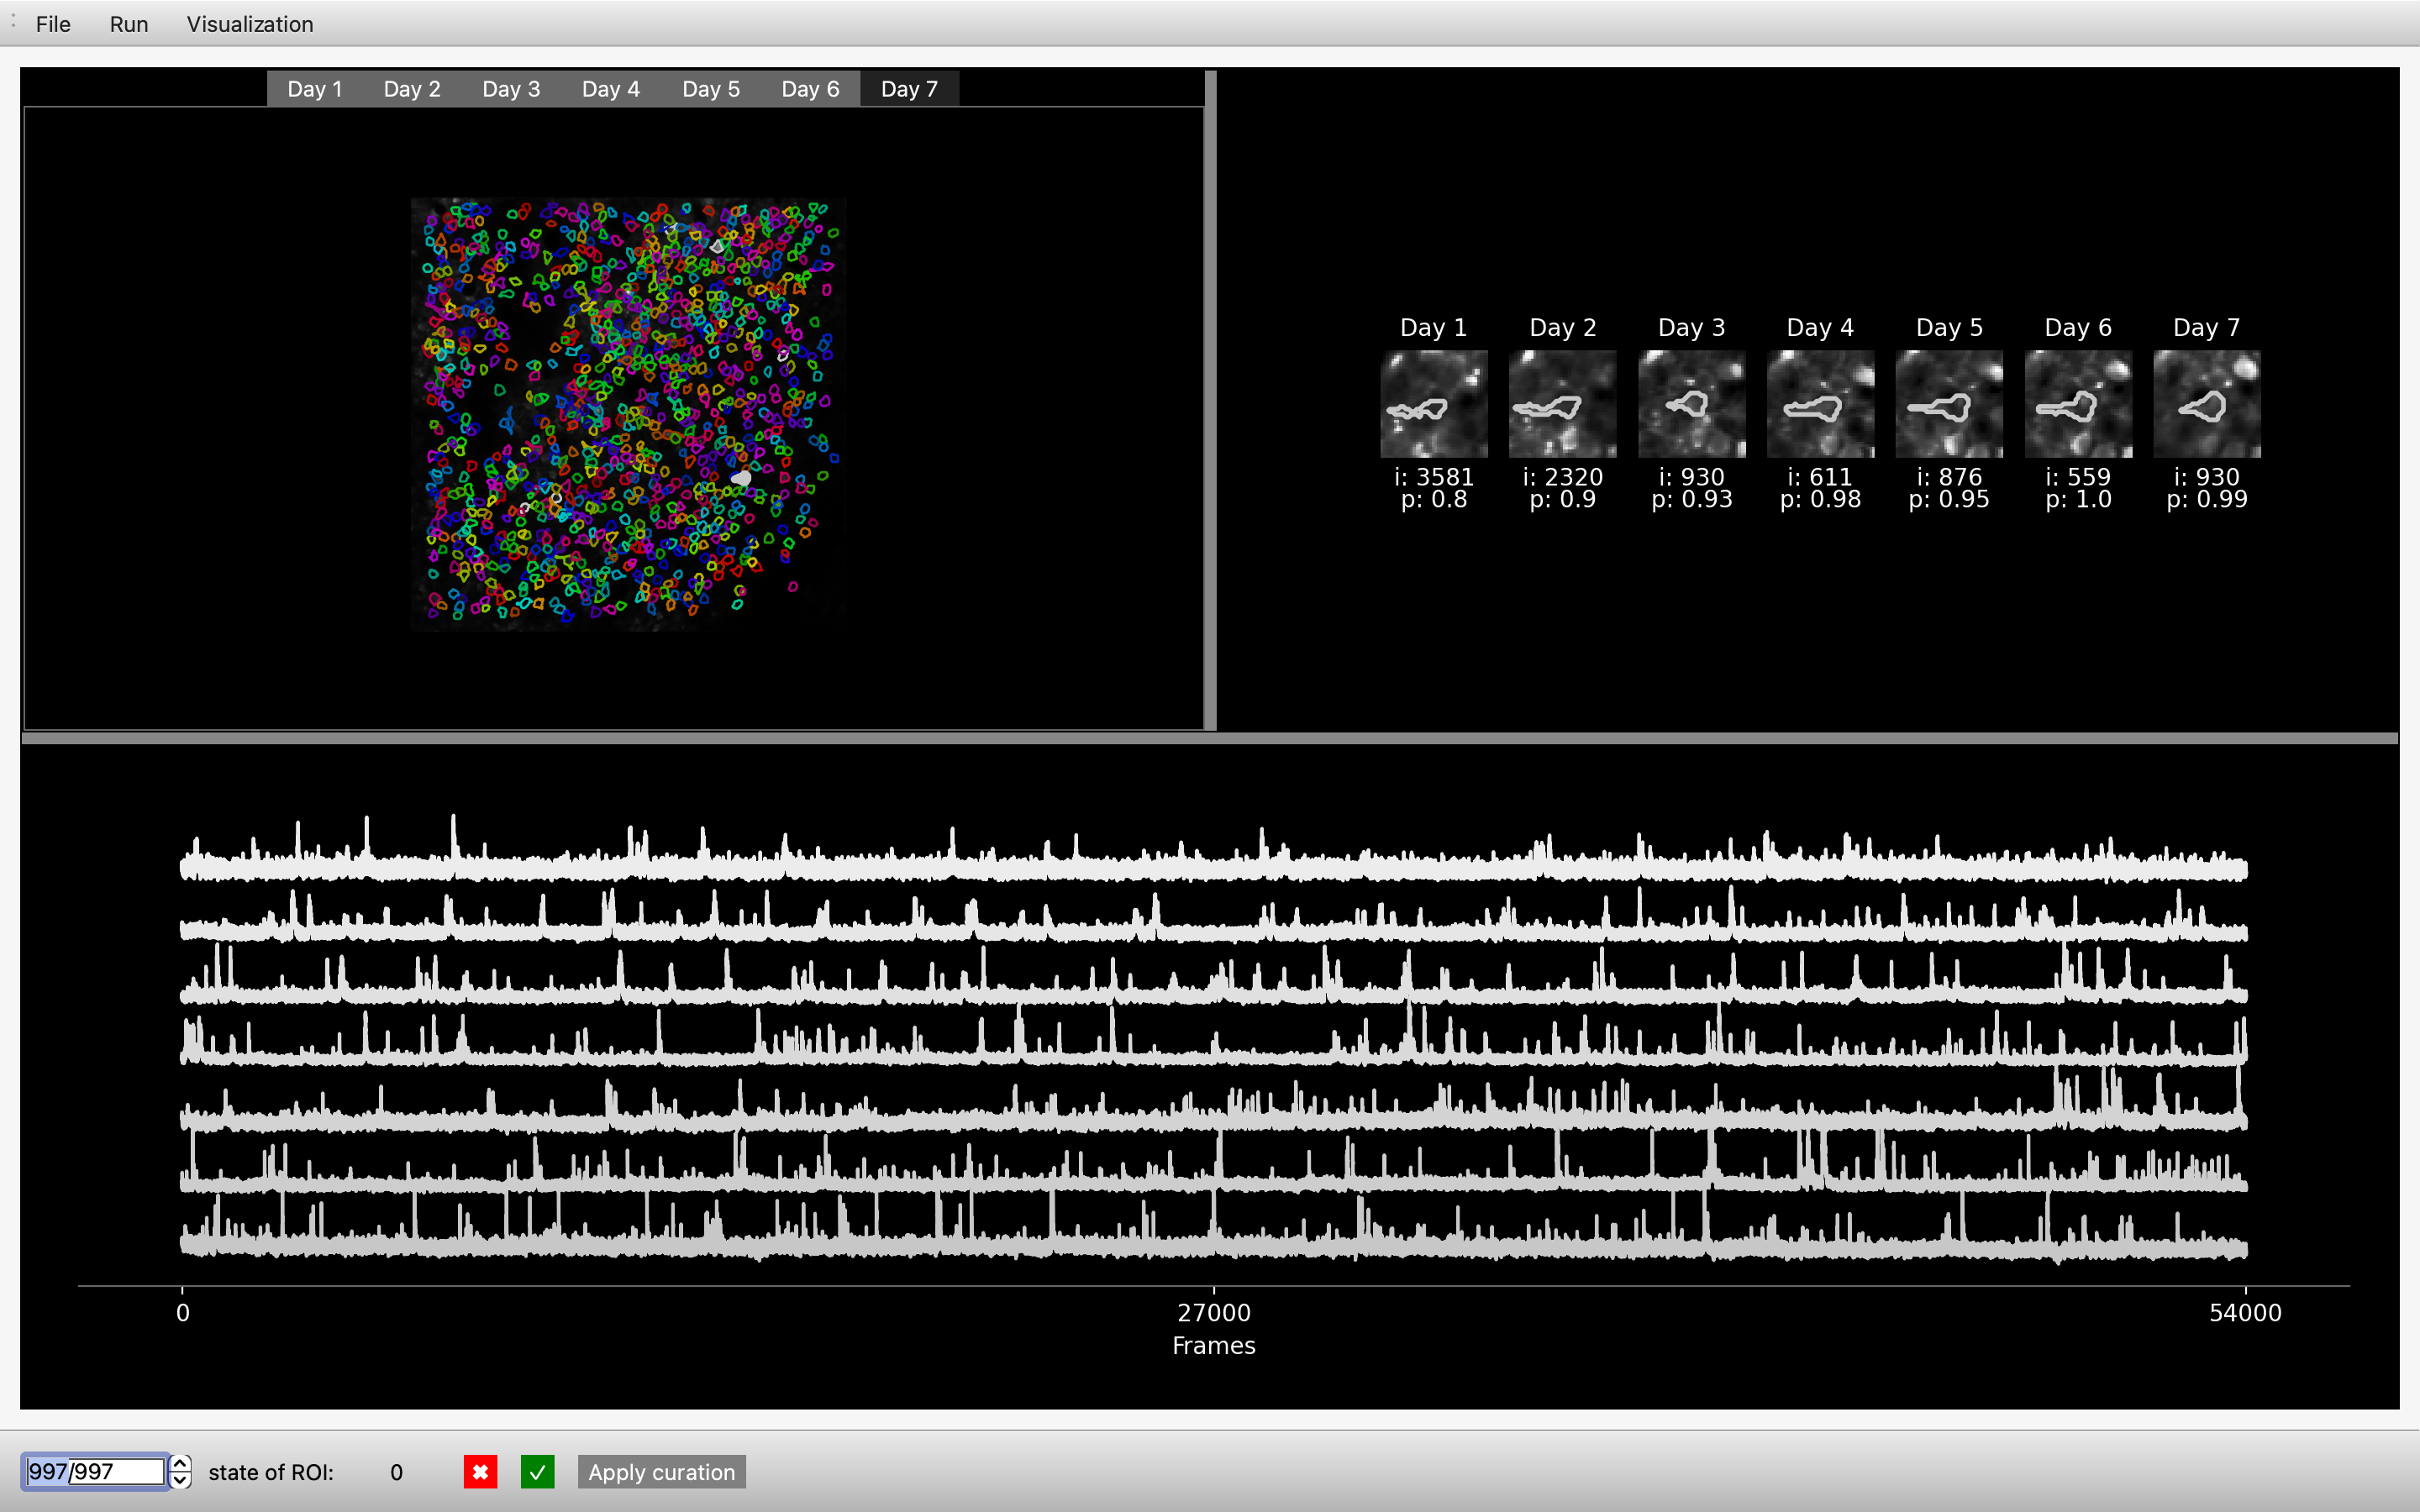 File Run Visualization
Day 1 Day 2 Day 3 Day 4 Day 5 Day 6 Day 7
Day 1 Day 2 Day 3 Day 4 Day 5 Day 6 Day 7
i: 3581 i: 2320 i: 930 i: 611 i: 876 i: 559 i: 930
p: 0.8 p: 0.9 p: 0.93 p: 0.98 p: 0.95 p: 1.0 p: 0.99
0 27000 54000
Frames
997/997 state of ROI: 0 Apply curation